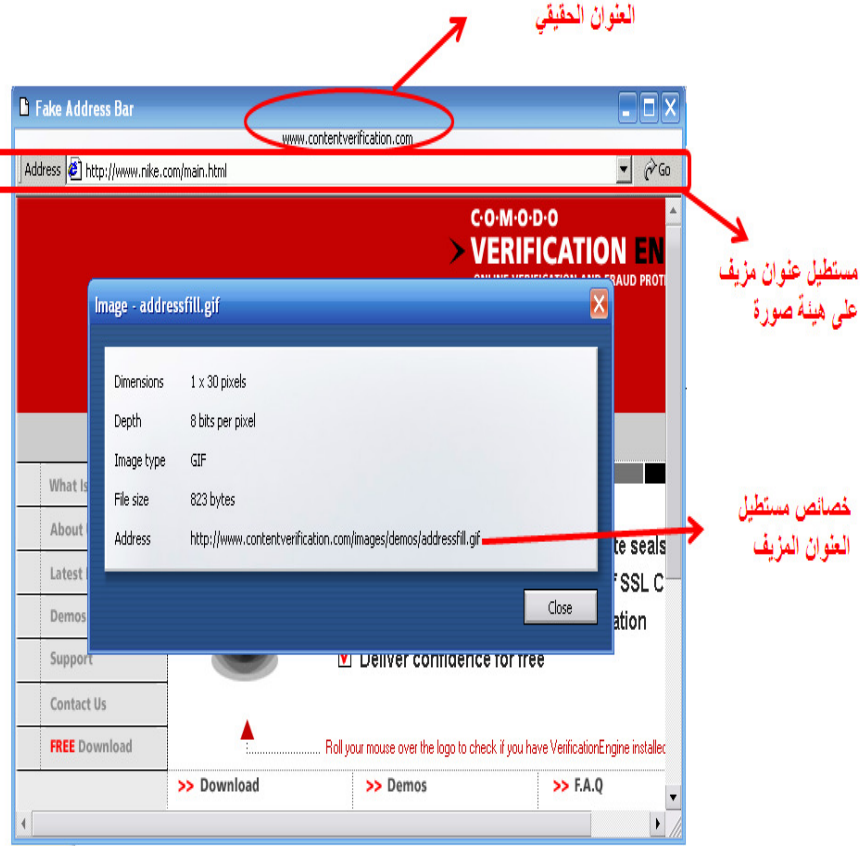 العنوان الحقيقي
Fake Address Bar
www.contentverification.com
Address http://www.nike.com/main.html Go
C·O·M·O·D·O
VERIFICATION EN
مستطيل عنوان مزيف
على هيئة صورة
Image - addressfill.gif
Dimensions 1 x 30 pixels
Depth 8 bits per pixel
Image type GIF
File size 823 bytes
Address http://www.contentverification.com/images/demos/addressfill.gif
Close
خصائص مستطيل
العنوان المزيف
What Is
About
Latest
Demos
Support
Contact Us
FREE Download
te seals
SSL C
ation
Deliver confidence for free
Roll your mouse over the logo to check if you have VerificationEngine installed
>> Download >> Demos >> F.A.Q